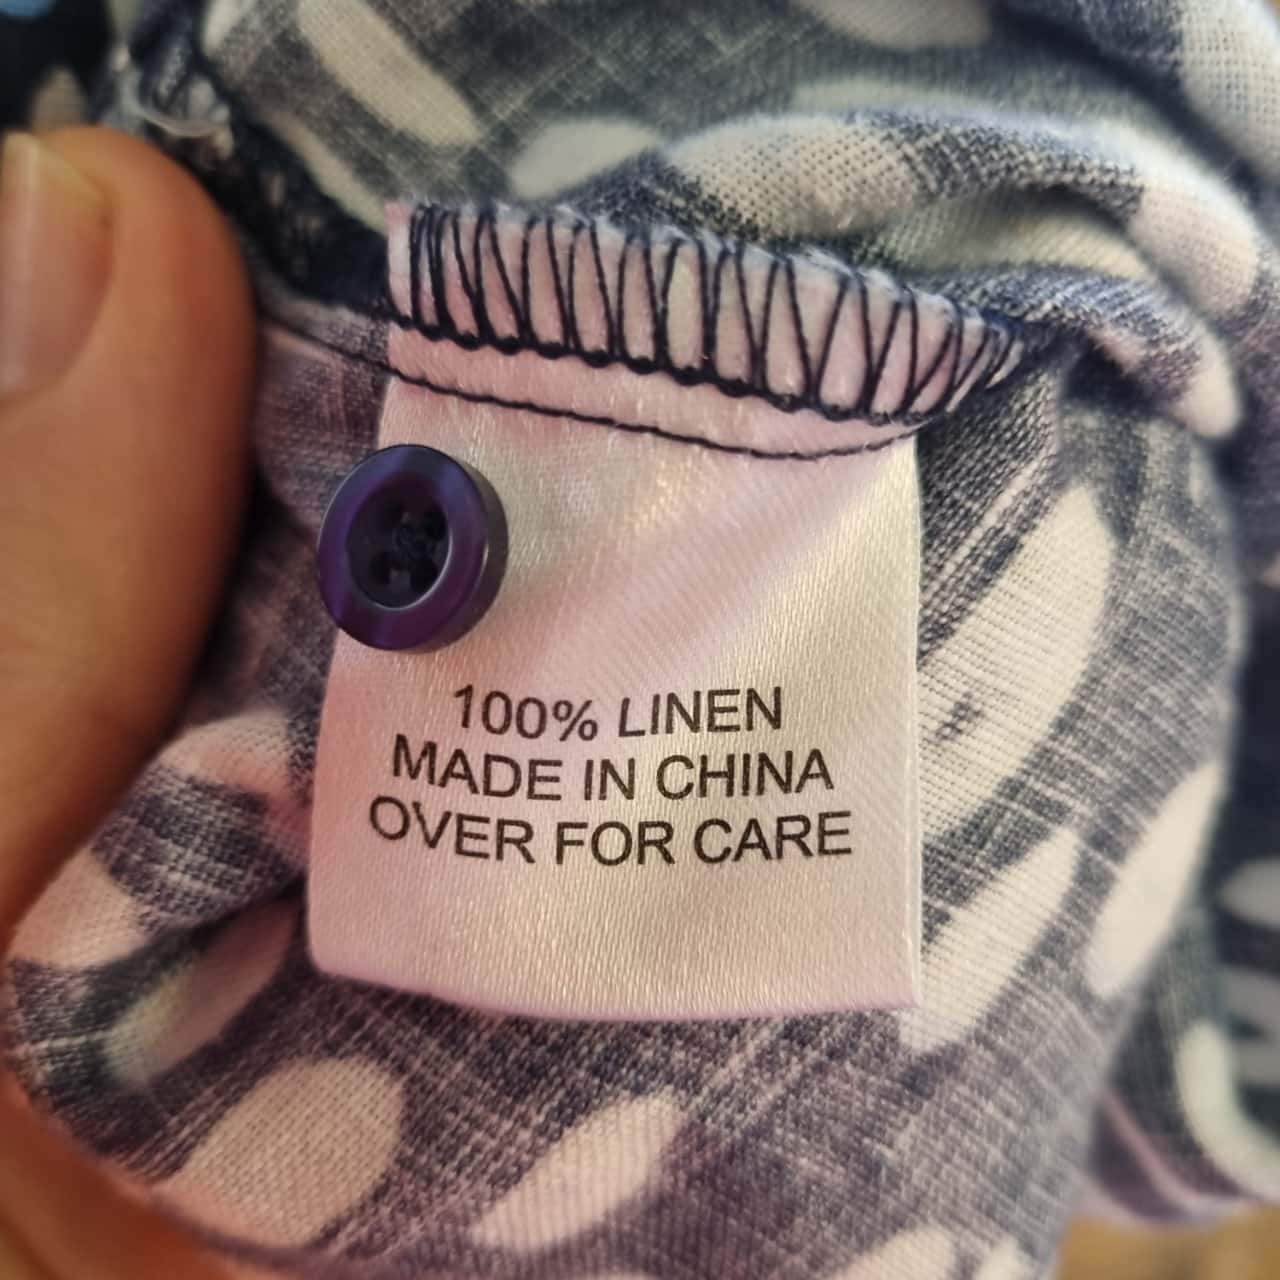 100% LINEN
MADE IN CHINA
OVER FOR CARE